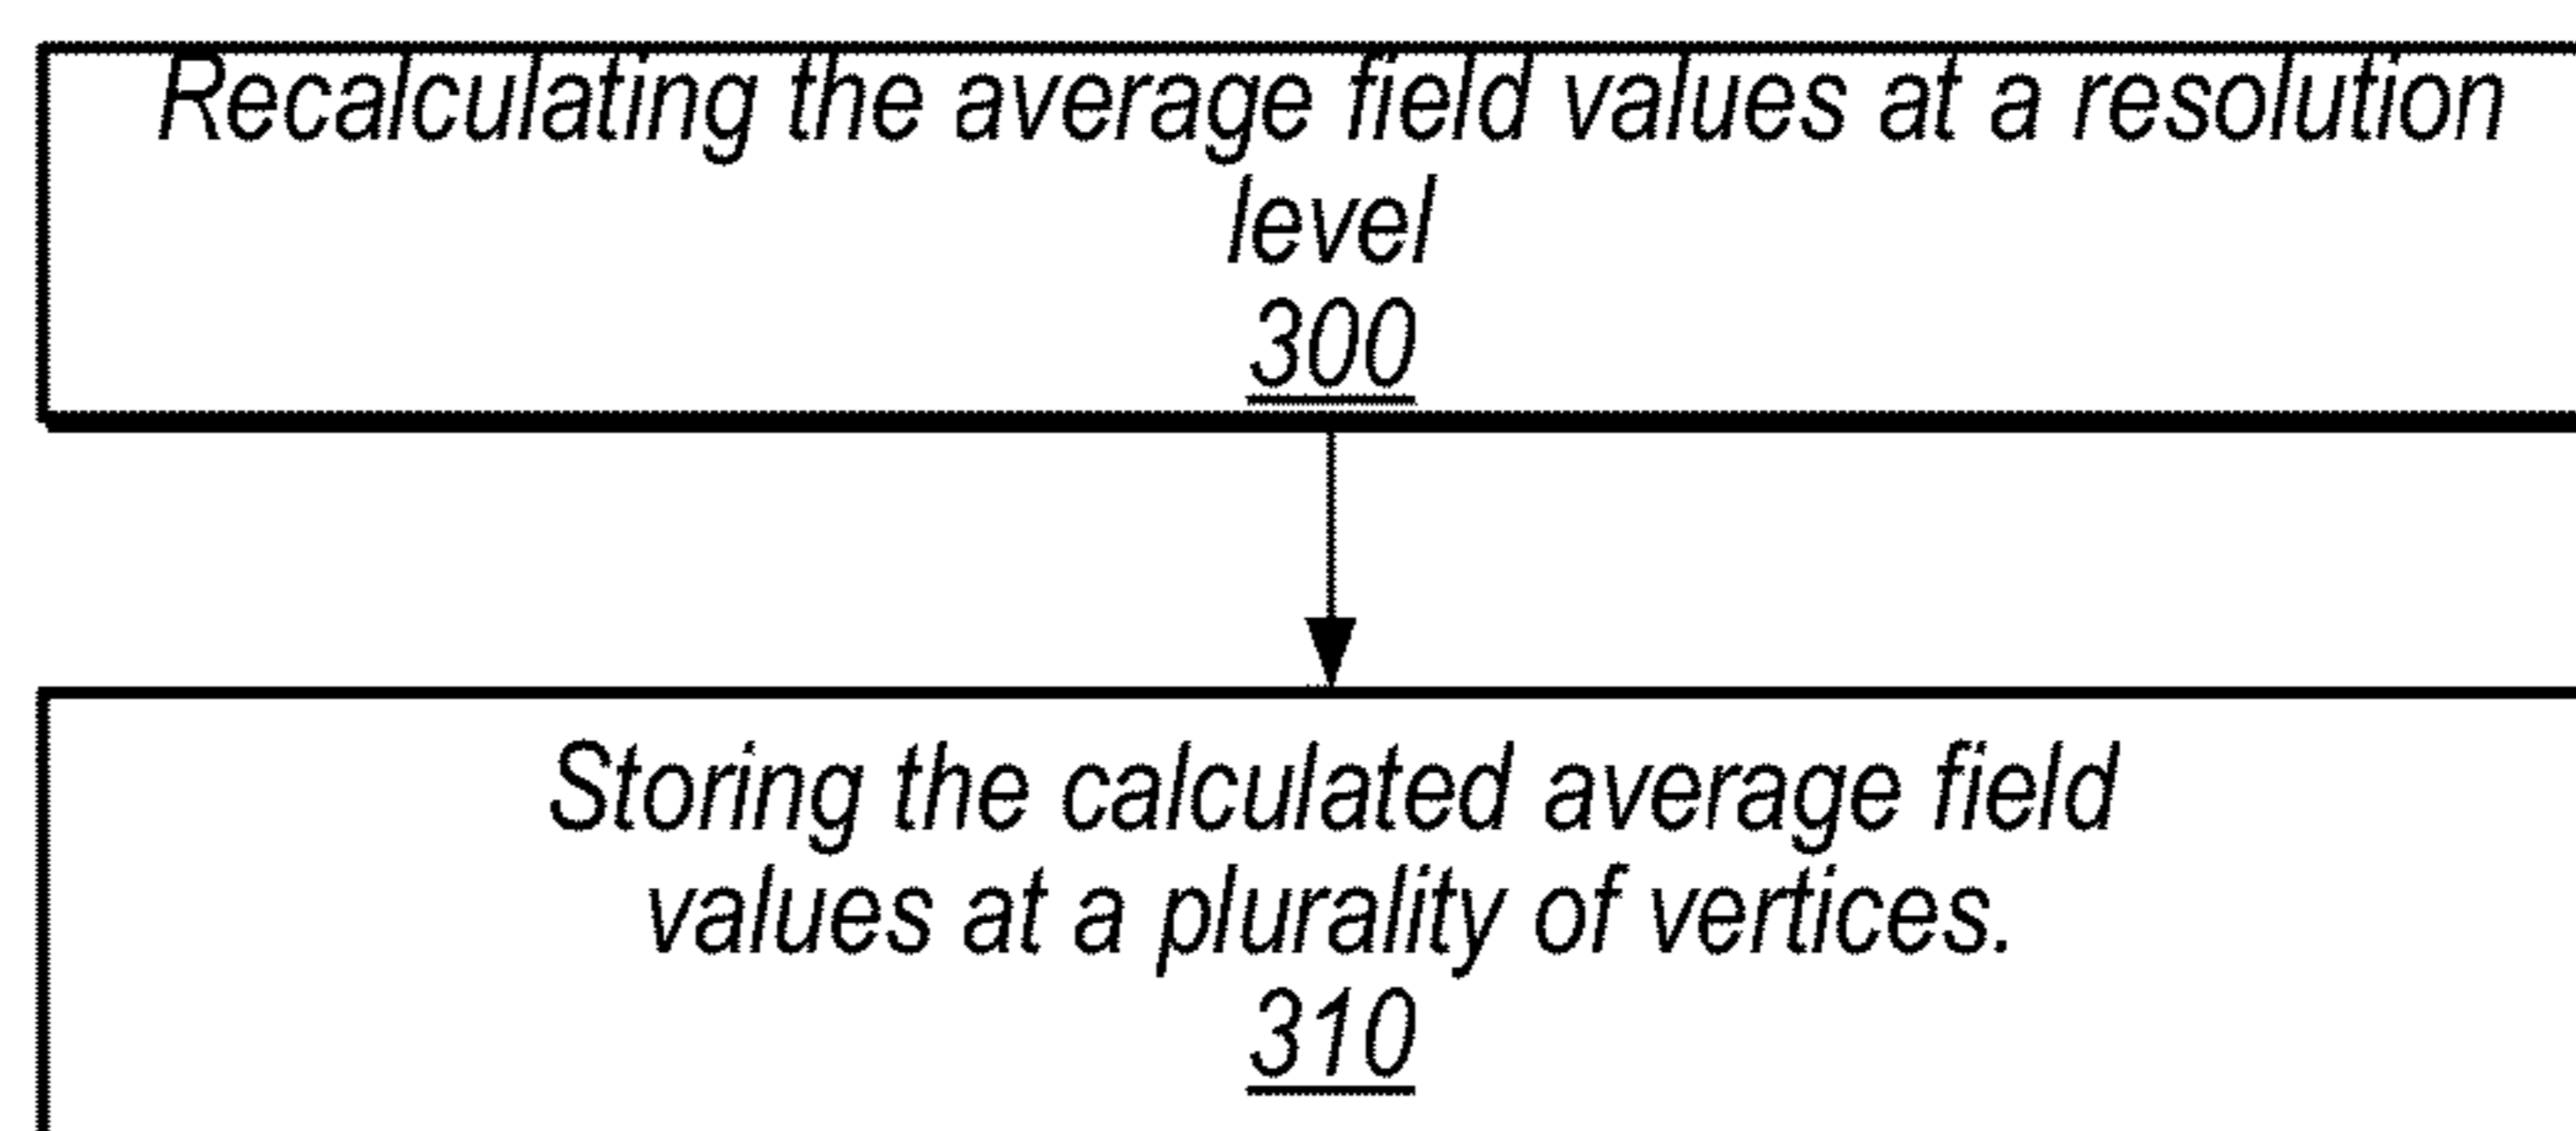 Recalculating the average field values at a resolution
level
300
Storing the calculated average field
values at a plurality of vertices.
310